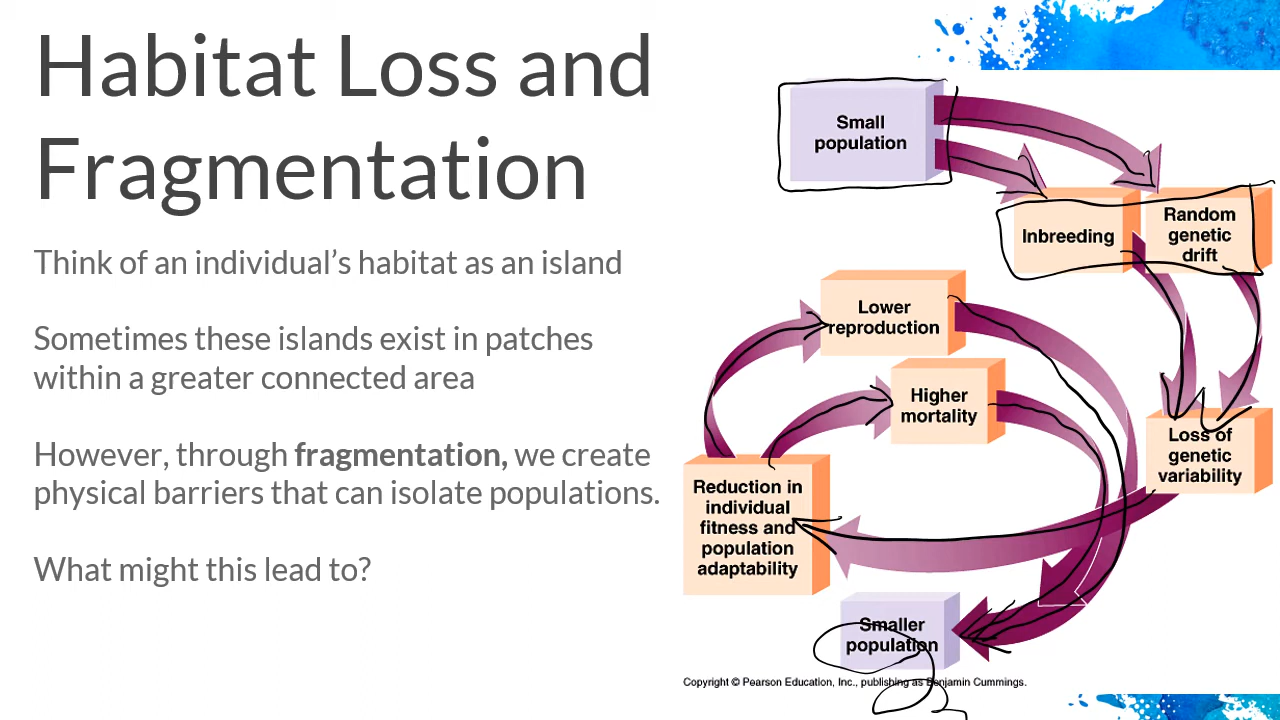 Habitat Loss and
Fragmentation
Think of an individual's habitat as an island
Sometimes these islands exist in patches
within a greater connected area
However, through fragmentation, we create
physical barriers that can isolate populations.
What might this lead to?
Small
population
Inbreeding
Random
genetic
drift
Lower
reproduction
Higher
mortality
Loss of
genetic
variability
Reduction in
individual
fitness and
population
adaptability
Smaller
population
Copyright © Pearson Education, Inc., publishing as Benjamin Cummings.